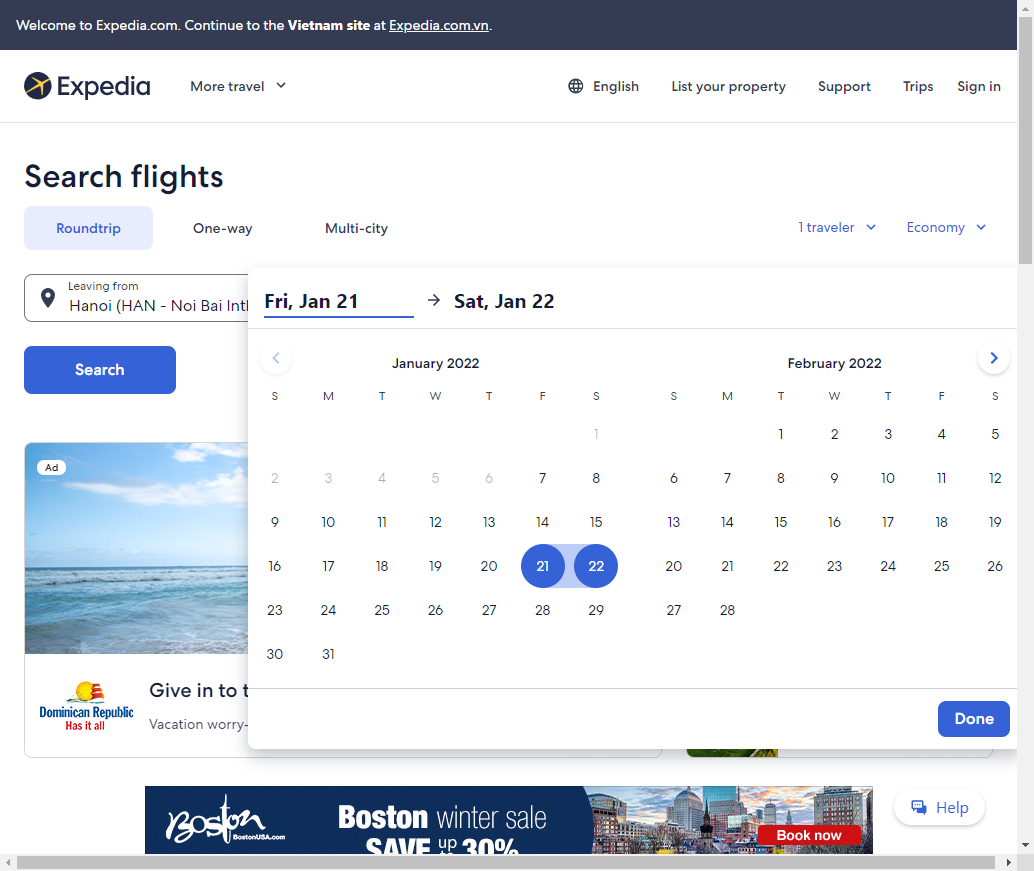 Welcome to Expedia.com. Continue to the Vietnam site at Expedia.com.vn.
Expedia More travel English List your property Support Trips Sign in
Search flights
Roundtrip One-way Multi-city 1 traveler Economy
Leaving from
Hanoi (HAN - Noi Bai Intl
Search
Fri, Jan 21 → Sat, Jan 22
January 2022
S M T W T F S
1
2 3 4 5 6 7 8
9 10 11 12 13 14 15
16 17 18 19 20 21 22
23 24 25 26 27 28 29
30 31
February 2022
S M T W T F S
1 2 3 4 5
6 7 8 9 10 11 12
13 14 15 16 17 18 19
20 21 22 23 24 25 26
27 28
Done
Ad
Dominican Republic
Has it all
Give in to t
Vacation worry-
Boston
BostonUSA.com
Boston winter sale
SAVE up to 30%
Book now
Help